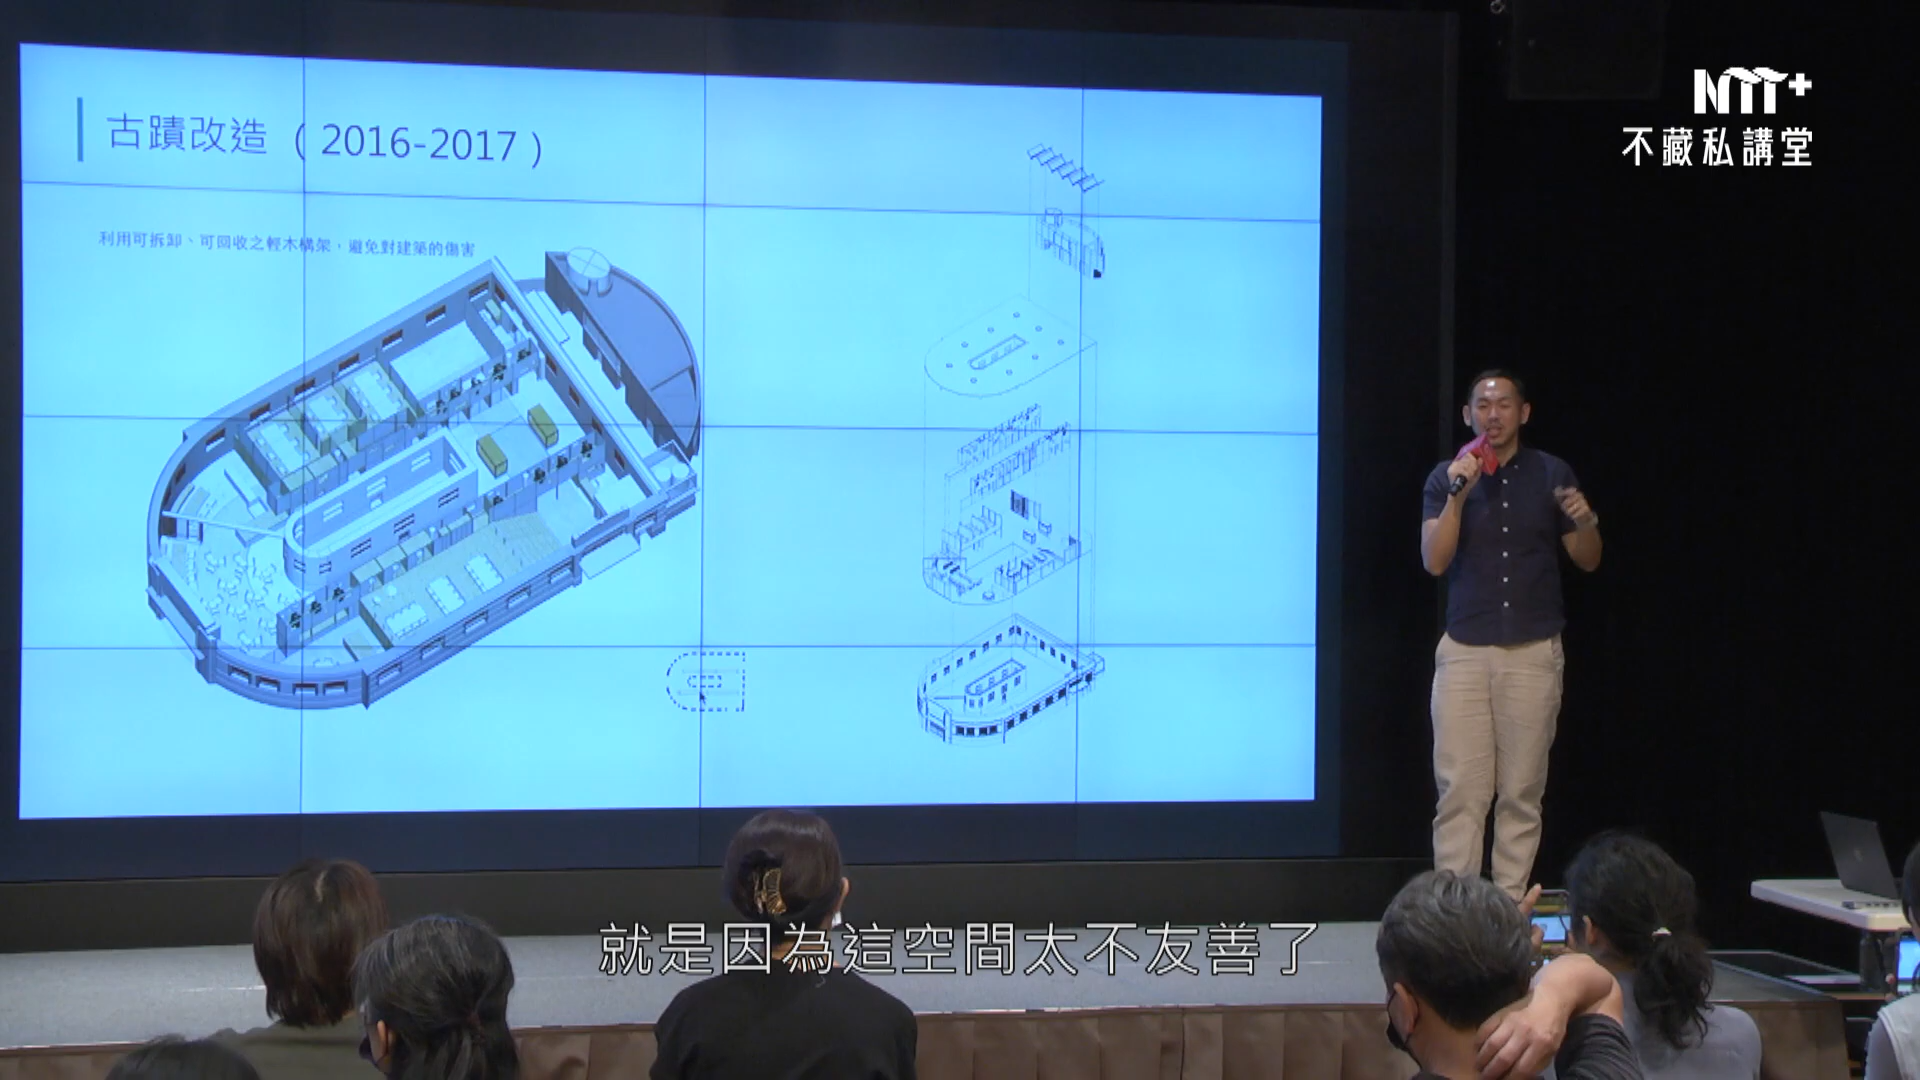 古蹟改造 （2016-2017）
利用可拆卸、可回收之輕木構架，避免對建築的傷害
NTT+
不藏私講堂
就是因為這空間太不友善了